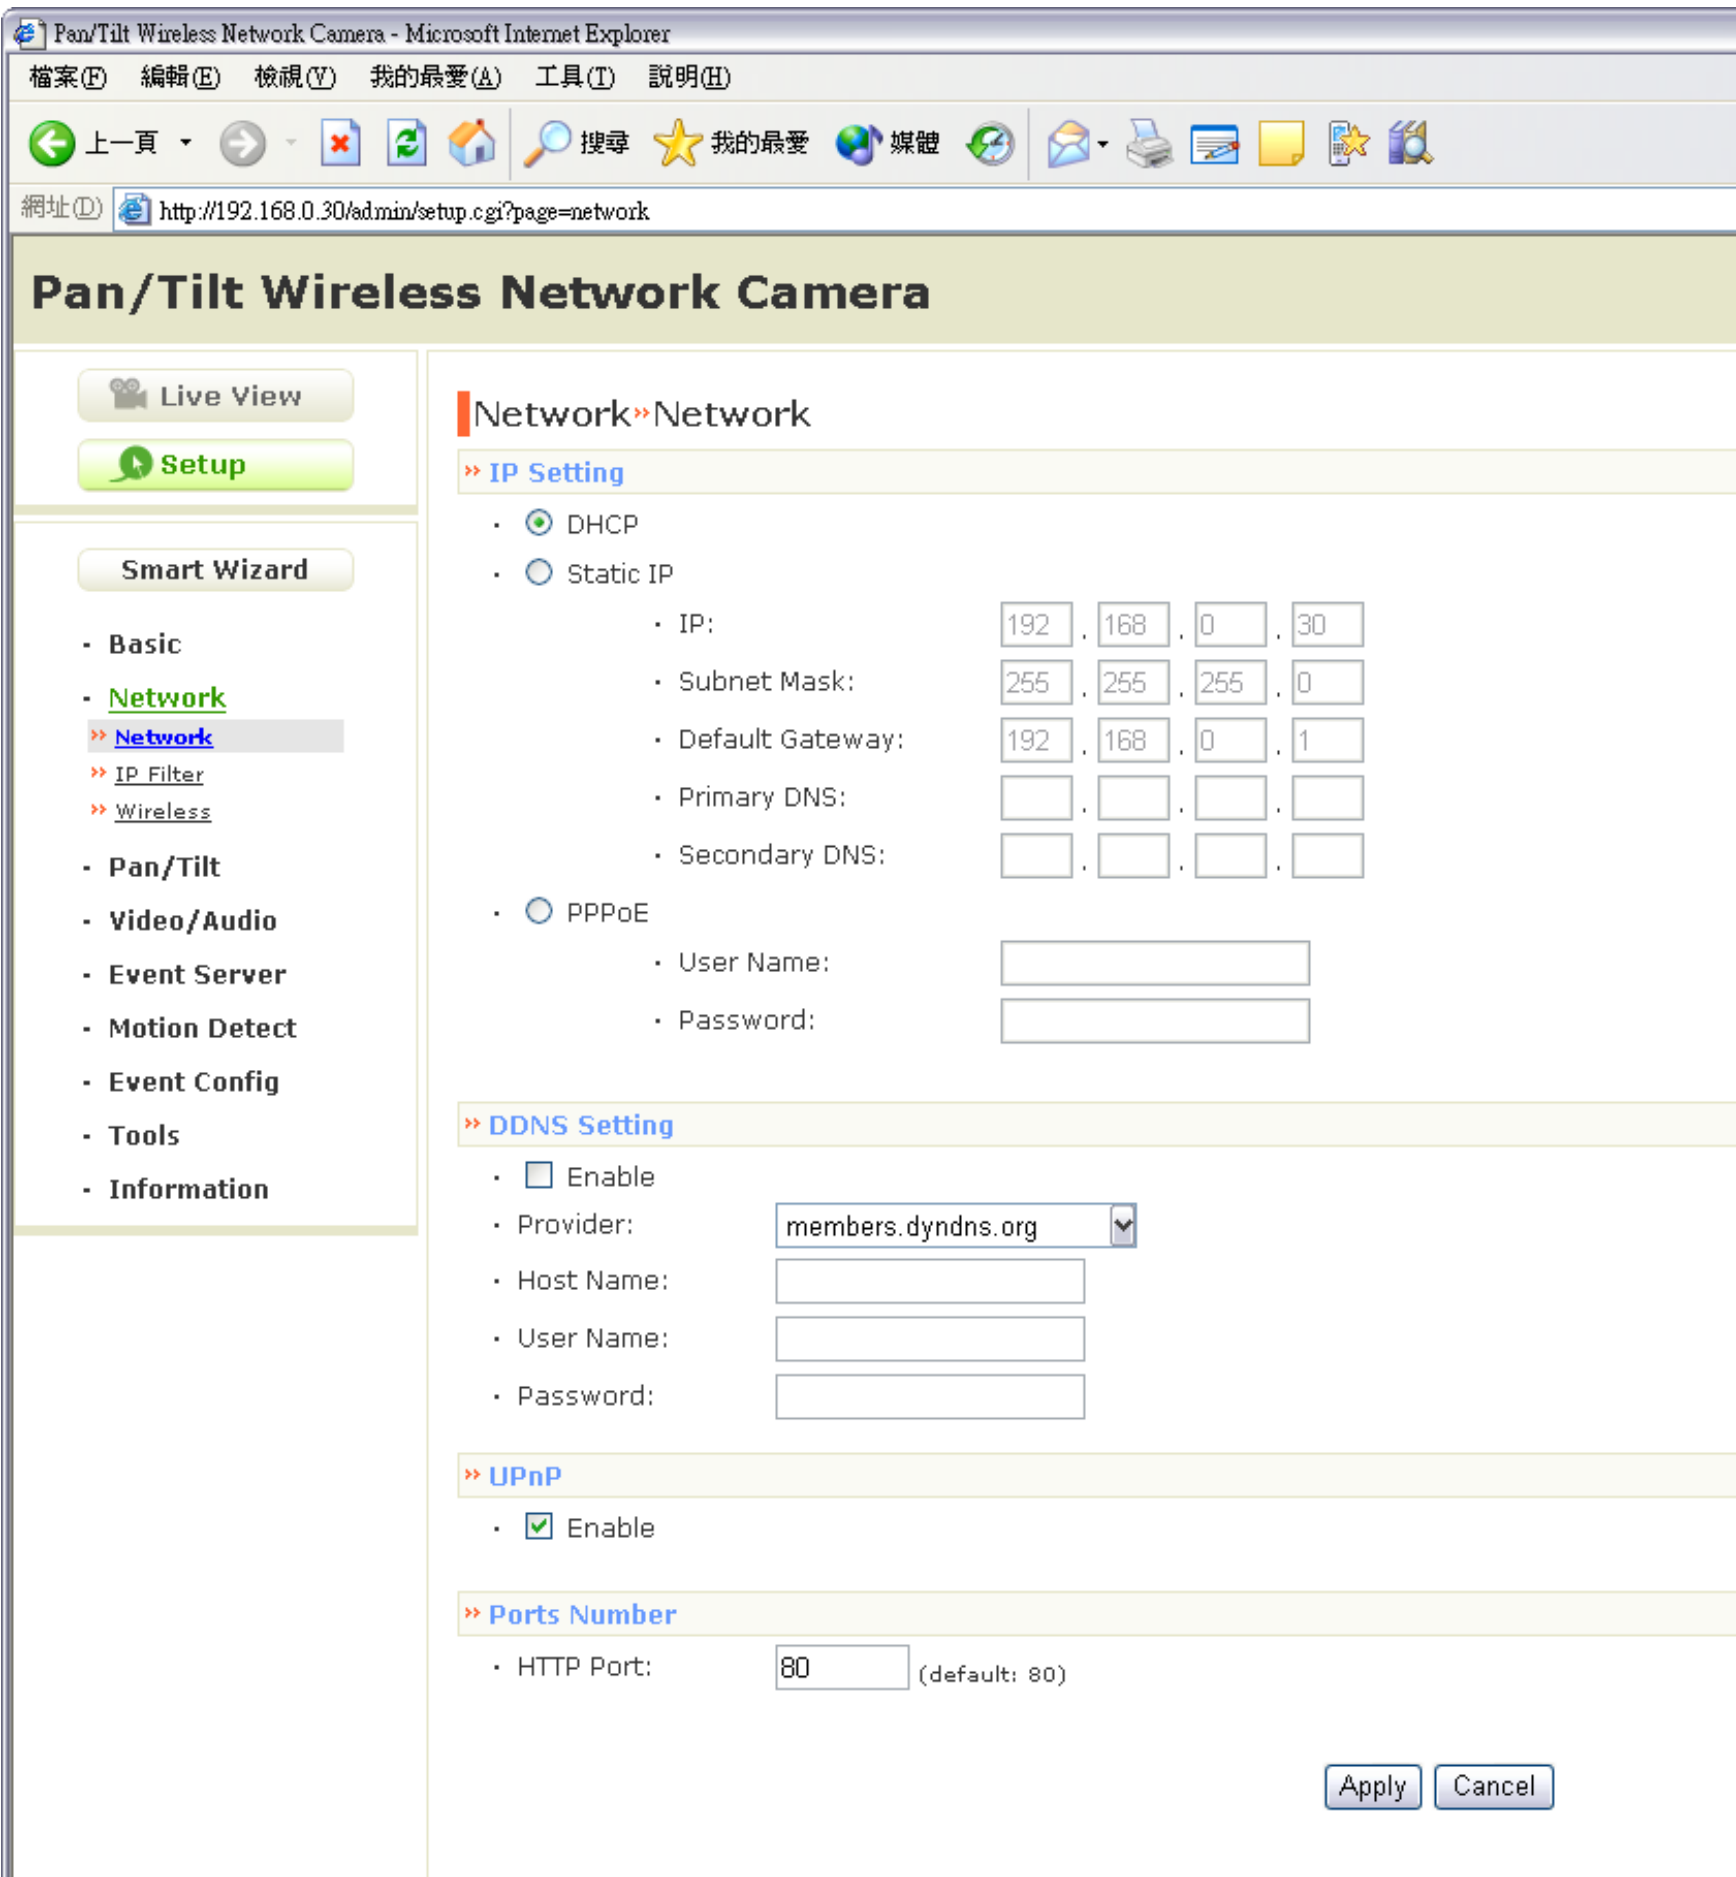 Pan/Tilt Wireless Network Camera - Microsoft Internet Explorer
檔案(F) 編輯(E) 檢視(V) 我的最愛(A) 工具(T) 說明(H)
上一頁 搜尋 我的最愛 媒體
網址(D) http://192.168.0.30/admin/setup.cgi?page=network
Pan/Tilt Wireless Network Camera
Live View
Setup
Smart Wizard
- Basic
- Network
» Network
» IP Filter
» Wireless
- Pan/Tilt
- Video/Audio
- Event Server
- Motion Detect
- Event Config
- Tools
- Information
Network»Network
» IP Setting
· DHCP
· Static IP
· IP: 192 . 168 . 0 . 30
· Subnet Mask: 255 . 255 . 255 . 0
· Default Gateway: 192 . 168 . 0 . 1
· Primary DNS: . . .
· Secondary DNS: . . .
· PPPoE
· User Name:
· Password:
» DDNS Setting
· Enable
· Provider: members.dyndns.org
· Host Name:
· User Name:
· Password:
» UPnP
· Enable
» Ports Number
· HTTP Port: 80 (default: 80)
Apply Cancel